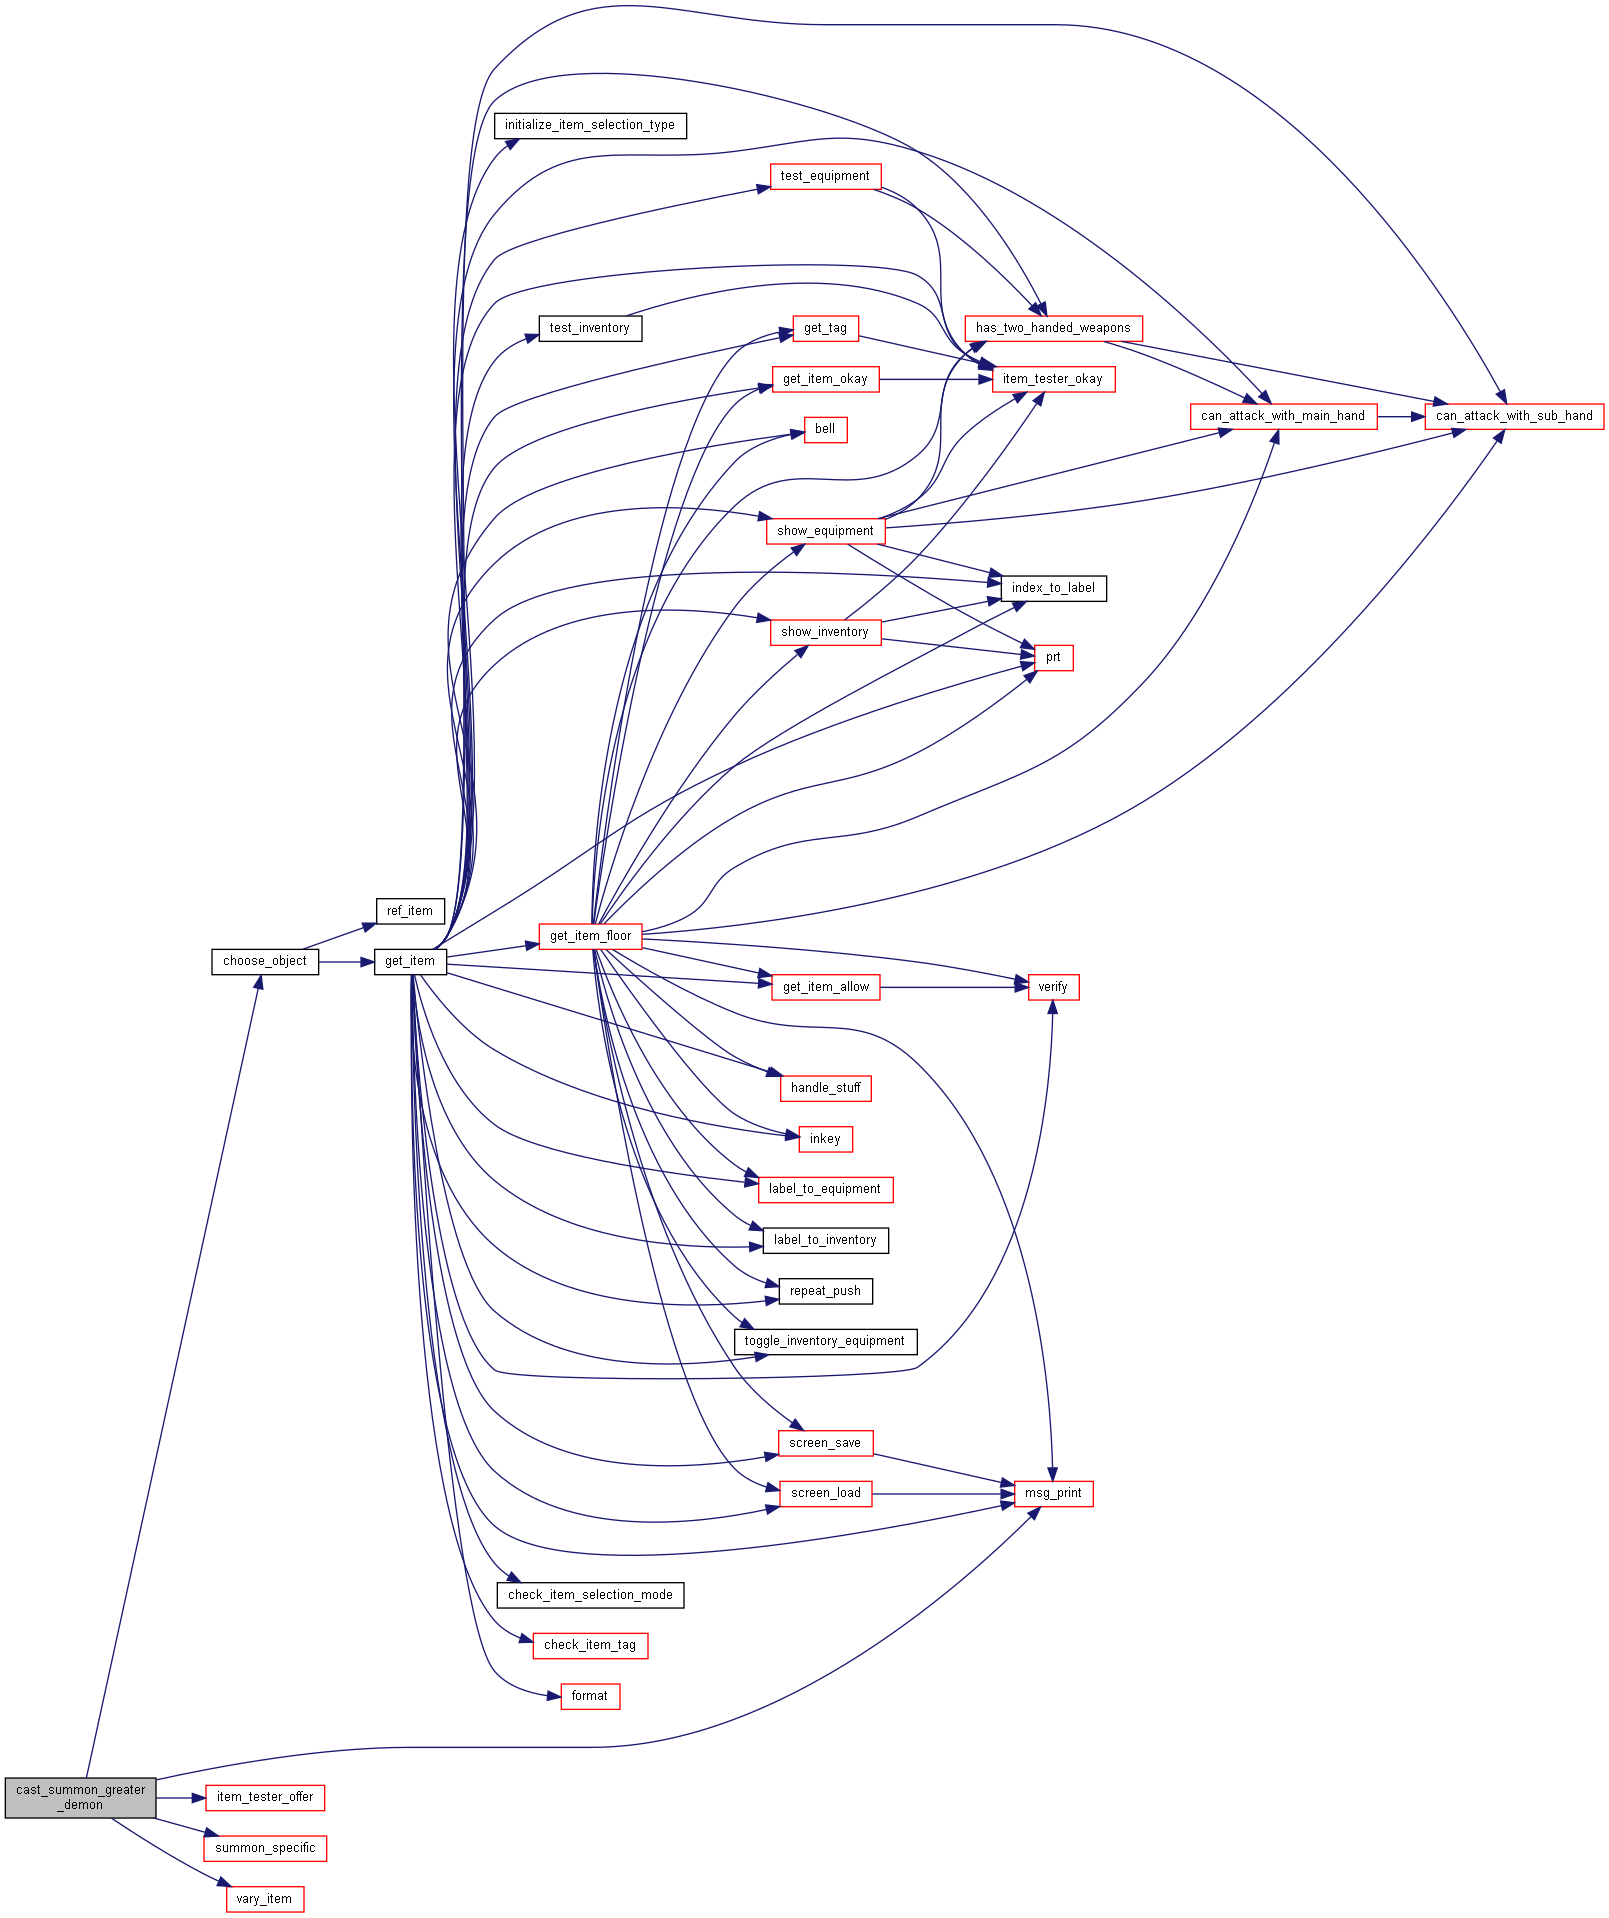 initialize_item_selection_type
test_equipment
test_inventory
get_tag
has_two_handed_weapons
get_item_okay
item_tester_okay
can_attack_with_main_hand
can_attack_with_sub_hand
bell
show_equipment
index_to_label
show_inventory
prt
ref_item
get_item_floor
choose_object
get_item
get_item_allow
verify
handle_stuff
inkey
label_to_equipment
label_to_inventory
repeat_push
toggle_inventory_equipment
screen_save
screen_load
msg_print
check_item_selection_mode
check_item_tag
format
cast_summon_greater
_demon
item_tester_offer
summon_specific
vary_item